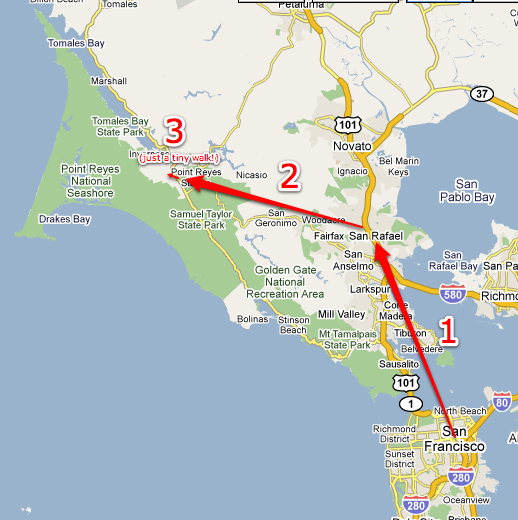 Tomales
Petaluma
Tomales Bay
Marshall
37
101
Tomales Bay
State Park
3
Novato
(just a tiny walk!)
Bel Marin
Keys
Point Reyes
National
Seashore
Point Reyes
Nicasio
2
Ignacio
San
Pablo Bay
Drakes Bay
Samuel Taylor
State Park
San
Geronimo
Woodacre
Fairfax
San Rafael
San
Anselmo
San Rafael
Bay
San Pa
Golden Gate
National
Recreation Area
Larkspur
580
Richmo
Bolinas
Stinson
Beach
Mill Valley
Corte
Madera
1
Mt Tamalpais
State Park
Tiburon
Belvedere
Sausalito
101
1
80
North Beach
Richmond
District
San
Francisco
Sunset
District
280
280
Oceanview
Brisbane